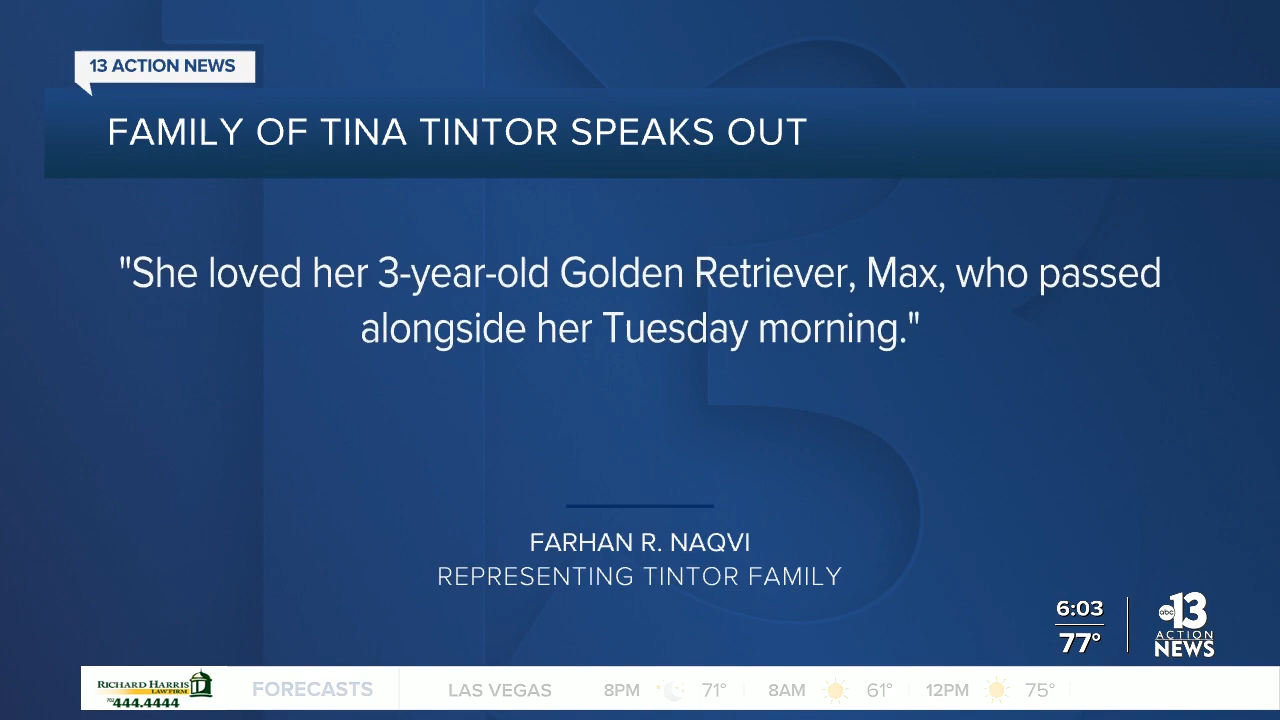 13 ACTION NEWS
FAMILY OF TINA TINTOR SPEAKS OUT
"She loved her 3-year-old Golden Retriever, Max, who passed
alongside her Tuesday morning."
FARHAN R. NAQVI
REPRESENTING TINTOR FAMILY
6:03
77°
abc 13
ACTION
NEWS
RICHARD HARRIS
LAW FIRM
702 444.4444
FORECASTS
LAS VEGAS 8PM 71° 8AM 61° 12PM 75°